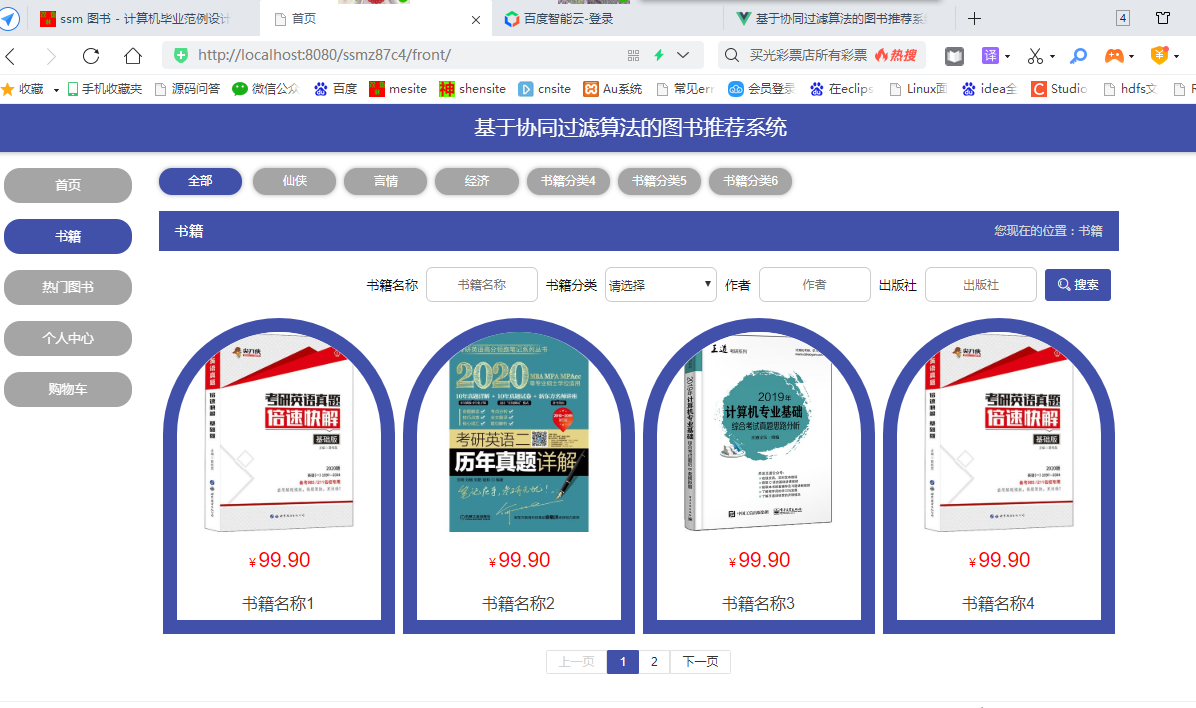 ssm 图书 - 计算机毕业范例设计
首页
百度智能云-登录
基于协同过滤算法的图书推荐系
4
http://localhost:8080/ssmz87c4/front/
买光彩票店所有彩票
热搜
译
收藏
手机收藏夹
源码问答
微信公众
百度
mesite
shensite
cnsite
Au系统
常见err
会员登录
在eclips
Linux面
idea全
Studio
hdfs文
基于协同过滤算法的图书推荐系统
首页
书籍
热门图书
个人中心
购物车
全部
仙侠
言情
经济
书籍分类4
书籍分类5
书籍分类6
书籍
您现在的位置：书籍
书籍名称
书籍名称
书籍分类
请选择
作者
作者
出版社
出版社
搜索
考研英语真题
倍速快解
基础版
2020
MBA MPA MPAcc
考研英语二
历年真题详解
王道
2019年
计算机专业基础
综合考试真题思路分析
考研英语真题
倍速快解
基础版
¥99.90
¥99.90
¥99.90
¥99.90
书籍名称1
书籍名称2
书籍名称3
书籍名称4
上一页
1
2
下一页